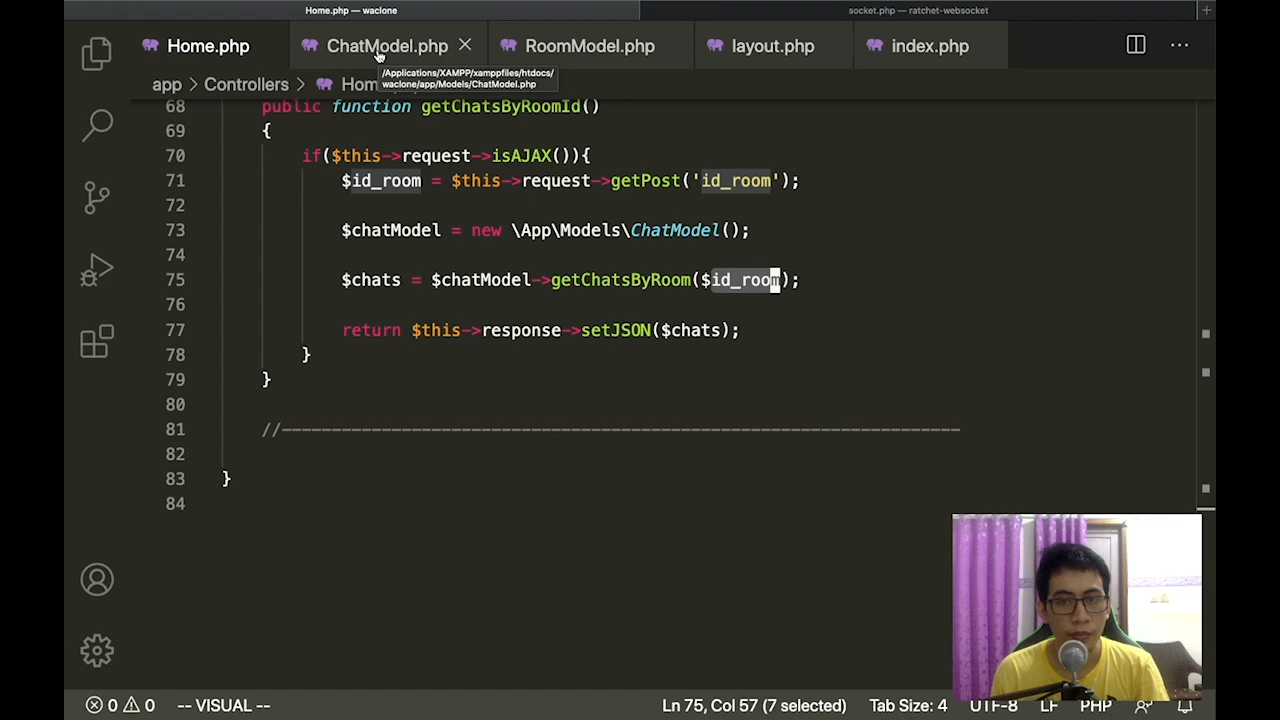 Home.php — waclone
socket.php — ratchet-websocket
Home.php
ChatModel.php
RoomModel.php
layout.php
index.php
/Applications/XAMPP/xamppfiles/htdocs/
waclone/app/Models/ChatModel.php
app > Controllers > Hom
68 public function getChatsByRoomId()
69 {
70 if($this->request->isAJAX()){
71 $id_room = $this->request->getPost('id_room');
72
73 $chatModel = new \App\Models\ChatModel();
74
75 $chats = $chatModel->getChatsByRoom($id_room);
76
77 return $this->response->setJSON($chats);
78 }
79 }
80
81 //--------------------------------------------------------------------
82
83 }
84
0 0 -- VISUAL -- Ln 75, Col 57 (7 selected) Tab Size: 4 UTF-8 LF PHP